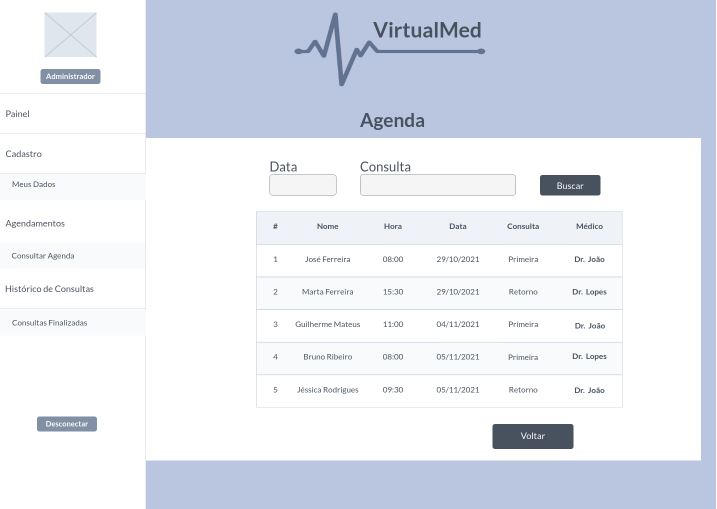 Administrador
Painel
Cadastro
Meus Dados
Agendamentos
Consultar Agenda
Histórico de Consultas
Consultas Finalizadas
Desconectar
VirtualMed
Agenda
Data Consulta
Buscar
# Nome Hora Data Consulta Médico
1 José Ferreira 08:00 29/10/2021 Primeira Dr. João
2 Marta Ferreira 15:30 29/10/2021 Retorno Dr. Lopes
3 Guilherme Mateus 11:00 04/11/2021 Primeira Dr. João
4 Bruno Ribeiro 08:00 05/11/2021 Primeira Dr. Lopes
5 Jéssica Rodrigues 09:30 05/11/2021 Retorno Dr. João
Voltar